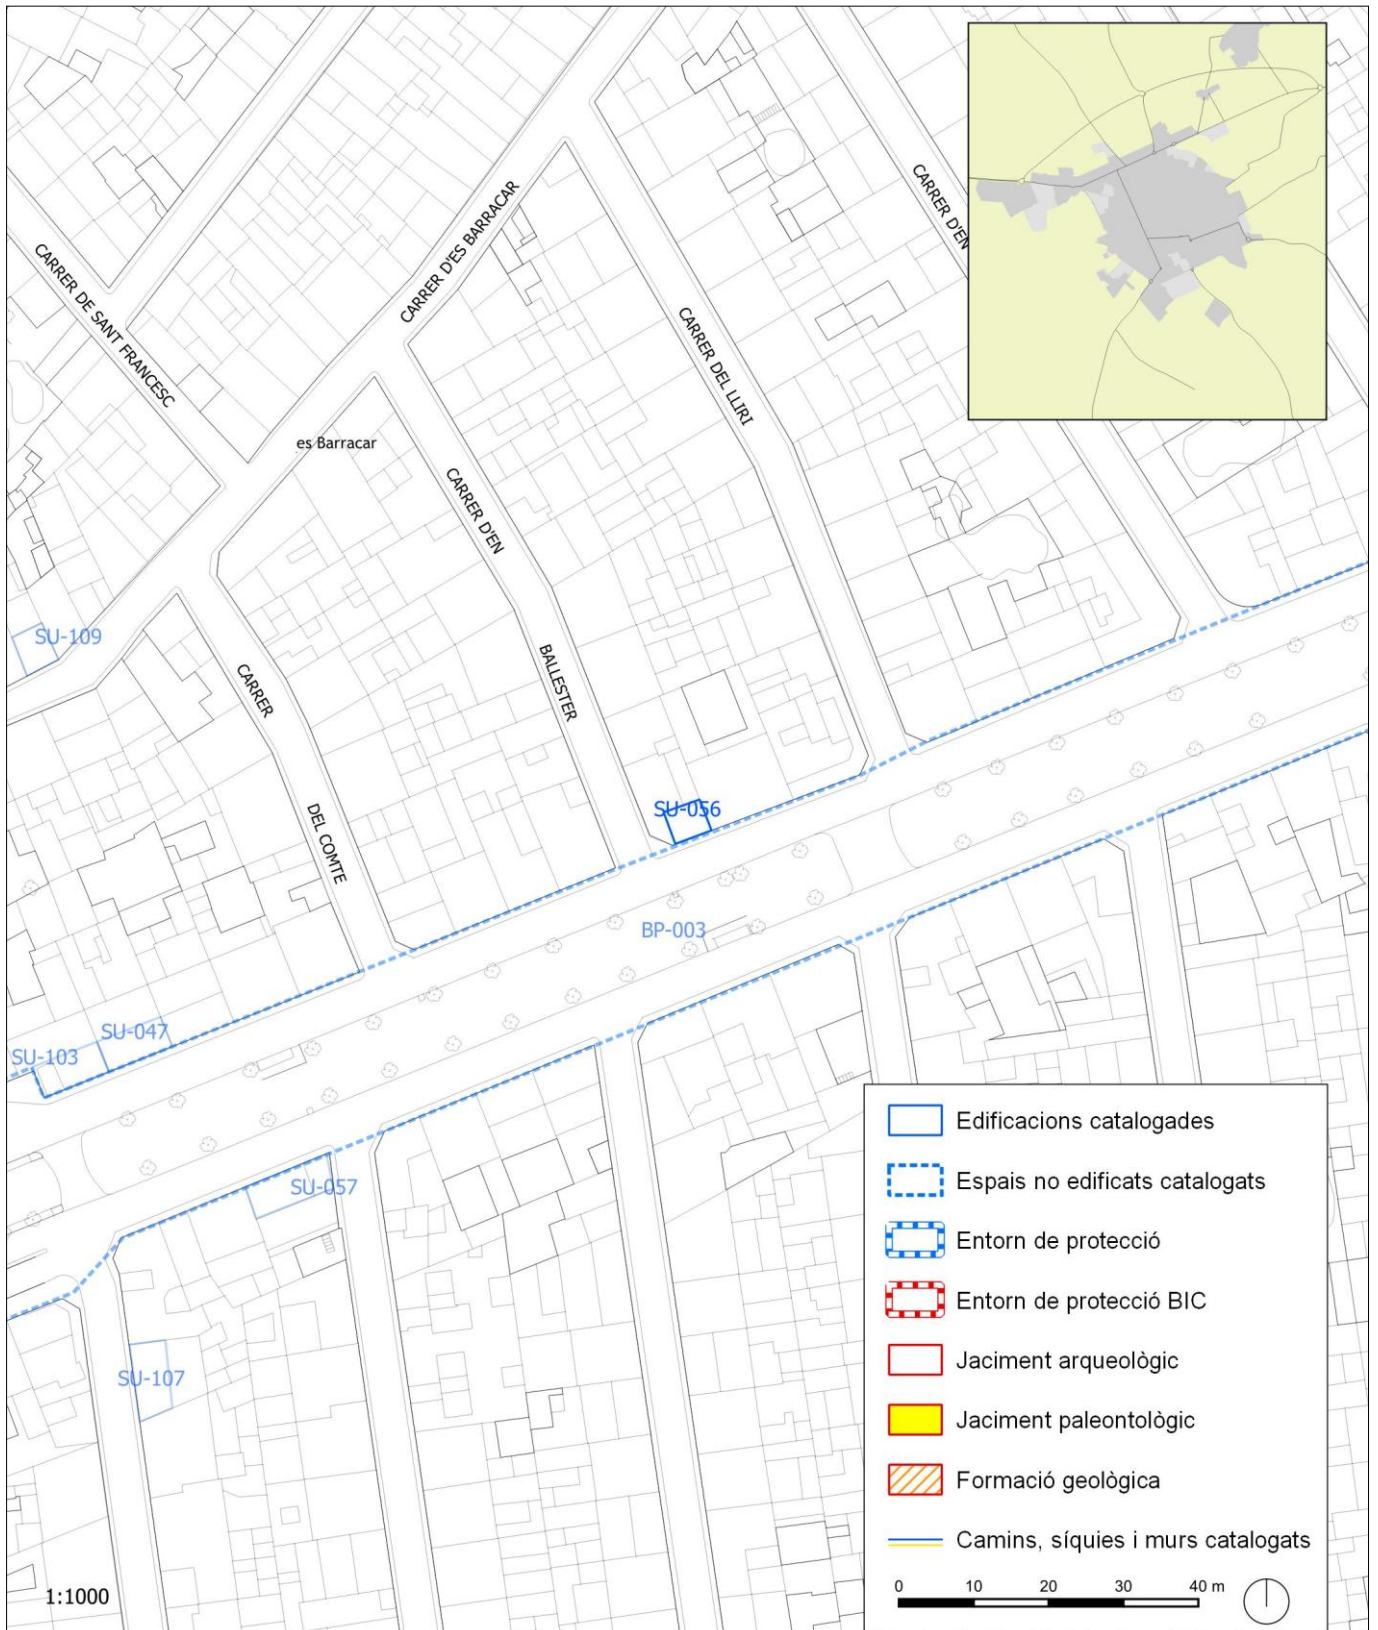 CARRER D'EN
CARRER D'ES BARRACAR
CARRER DE SANT FRANCESC
CARRER DEL LLIRI
es Barracar
CARRER D'EN
BALLESTER
SU-109
CARRER
DEL COMTE
SU-056
BP-003
SU-047
SU-103
SU-057
SU-107
Edificacions catalogades
Espais no edificats catalogats
Entorn de protecció
Entorn de protecció BIC
Jaciment arqueològic
Jaciment paleontològic
Formació geològica
Camins, síquies i murs catalogats
0 10 20 30 40 m
1:1000